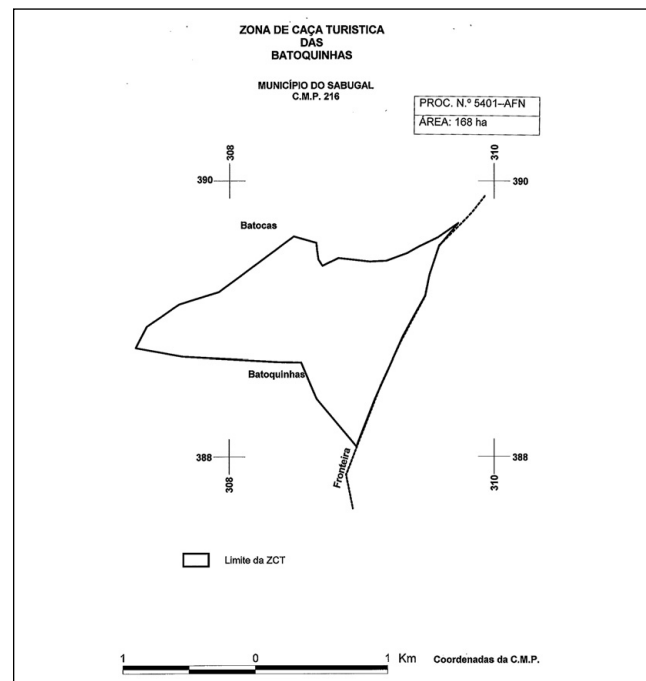 ZONA DE CAÇA TURISTICA
DAS
BATOQUINHAS
MUNICÍPIO DO SABUGAL
C.M.P. 216
PROC. N.º 5401–AFN
ÁREA: 168 ha
308
310
390
390
Batocas
Batoquinhas
Fronteira
388
388
308
310
Limite da ZCT
1 0 1 Km Coordenadas da C.M.P.